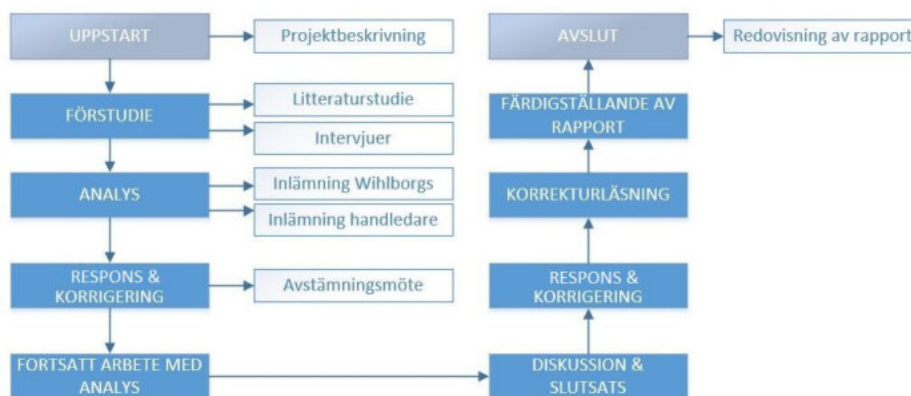 UPPSTART
Projektbeskrivning
FÖRSTUDIE
Litteraturstudie
Intervjuer
ANALYS
Inlämning Wihlborgs
Inlämning handledare
RESPONS &
KORRIGERING
Avstämningsmöte
FORTSATT ARBETE MED
ANALYS
DISKUSSION &
SLUTSATS
RESPONS &
KORRIGERING
KORREKTURLÄSNING
FÄRDIGSTÄLLANDE AV
RAPPORT
AVSLUT
Redovisning av rapport